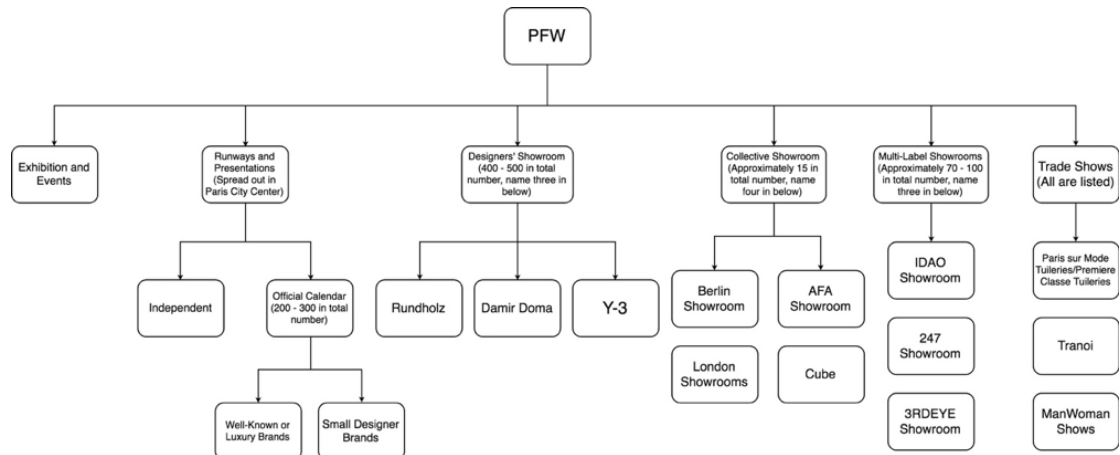 PFW
Exhibition and
Events
Runways and
Presentations
(Spread out in
Paris City Center)
Designers' Showroom
(400 - 500 in total
number, name three in
below)
Collective Showroom
(Approximately 15 in
total number, name
four in below)
Multi-Label Showrooms
(Approximately 70 - 100
in total number, name
three in below)
Trade Shows
(All are listed)
Independent
Official Calendar
(200 - 300 in total
number)
Rundholz
Damir Doma
Y-3
Berlin
Showroom
AFA
Showroom
IDAO
Showroom
Paris sur Mode
Tuileries/Premiere
Classe Tuileries
London
Showrooms
Cube
247
Showroom
Tranoi
Well-Known or
Luxury Brands
Small Designer
Brands
3RDEYE
Showroom
ManWoman
Shows